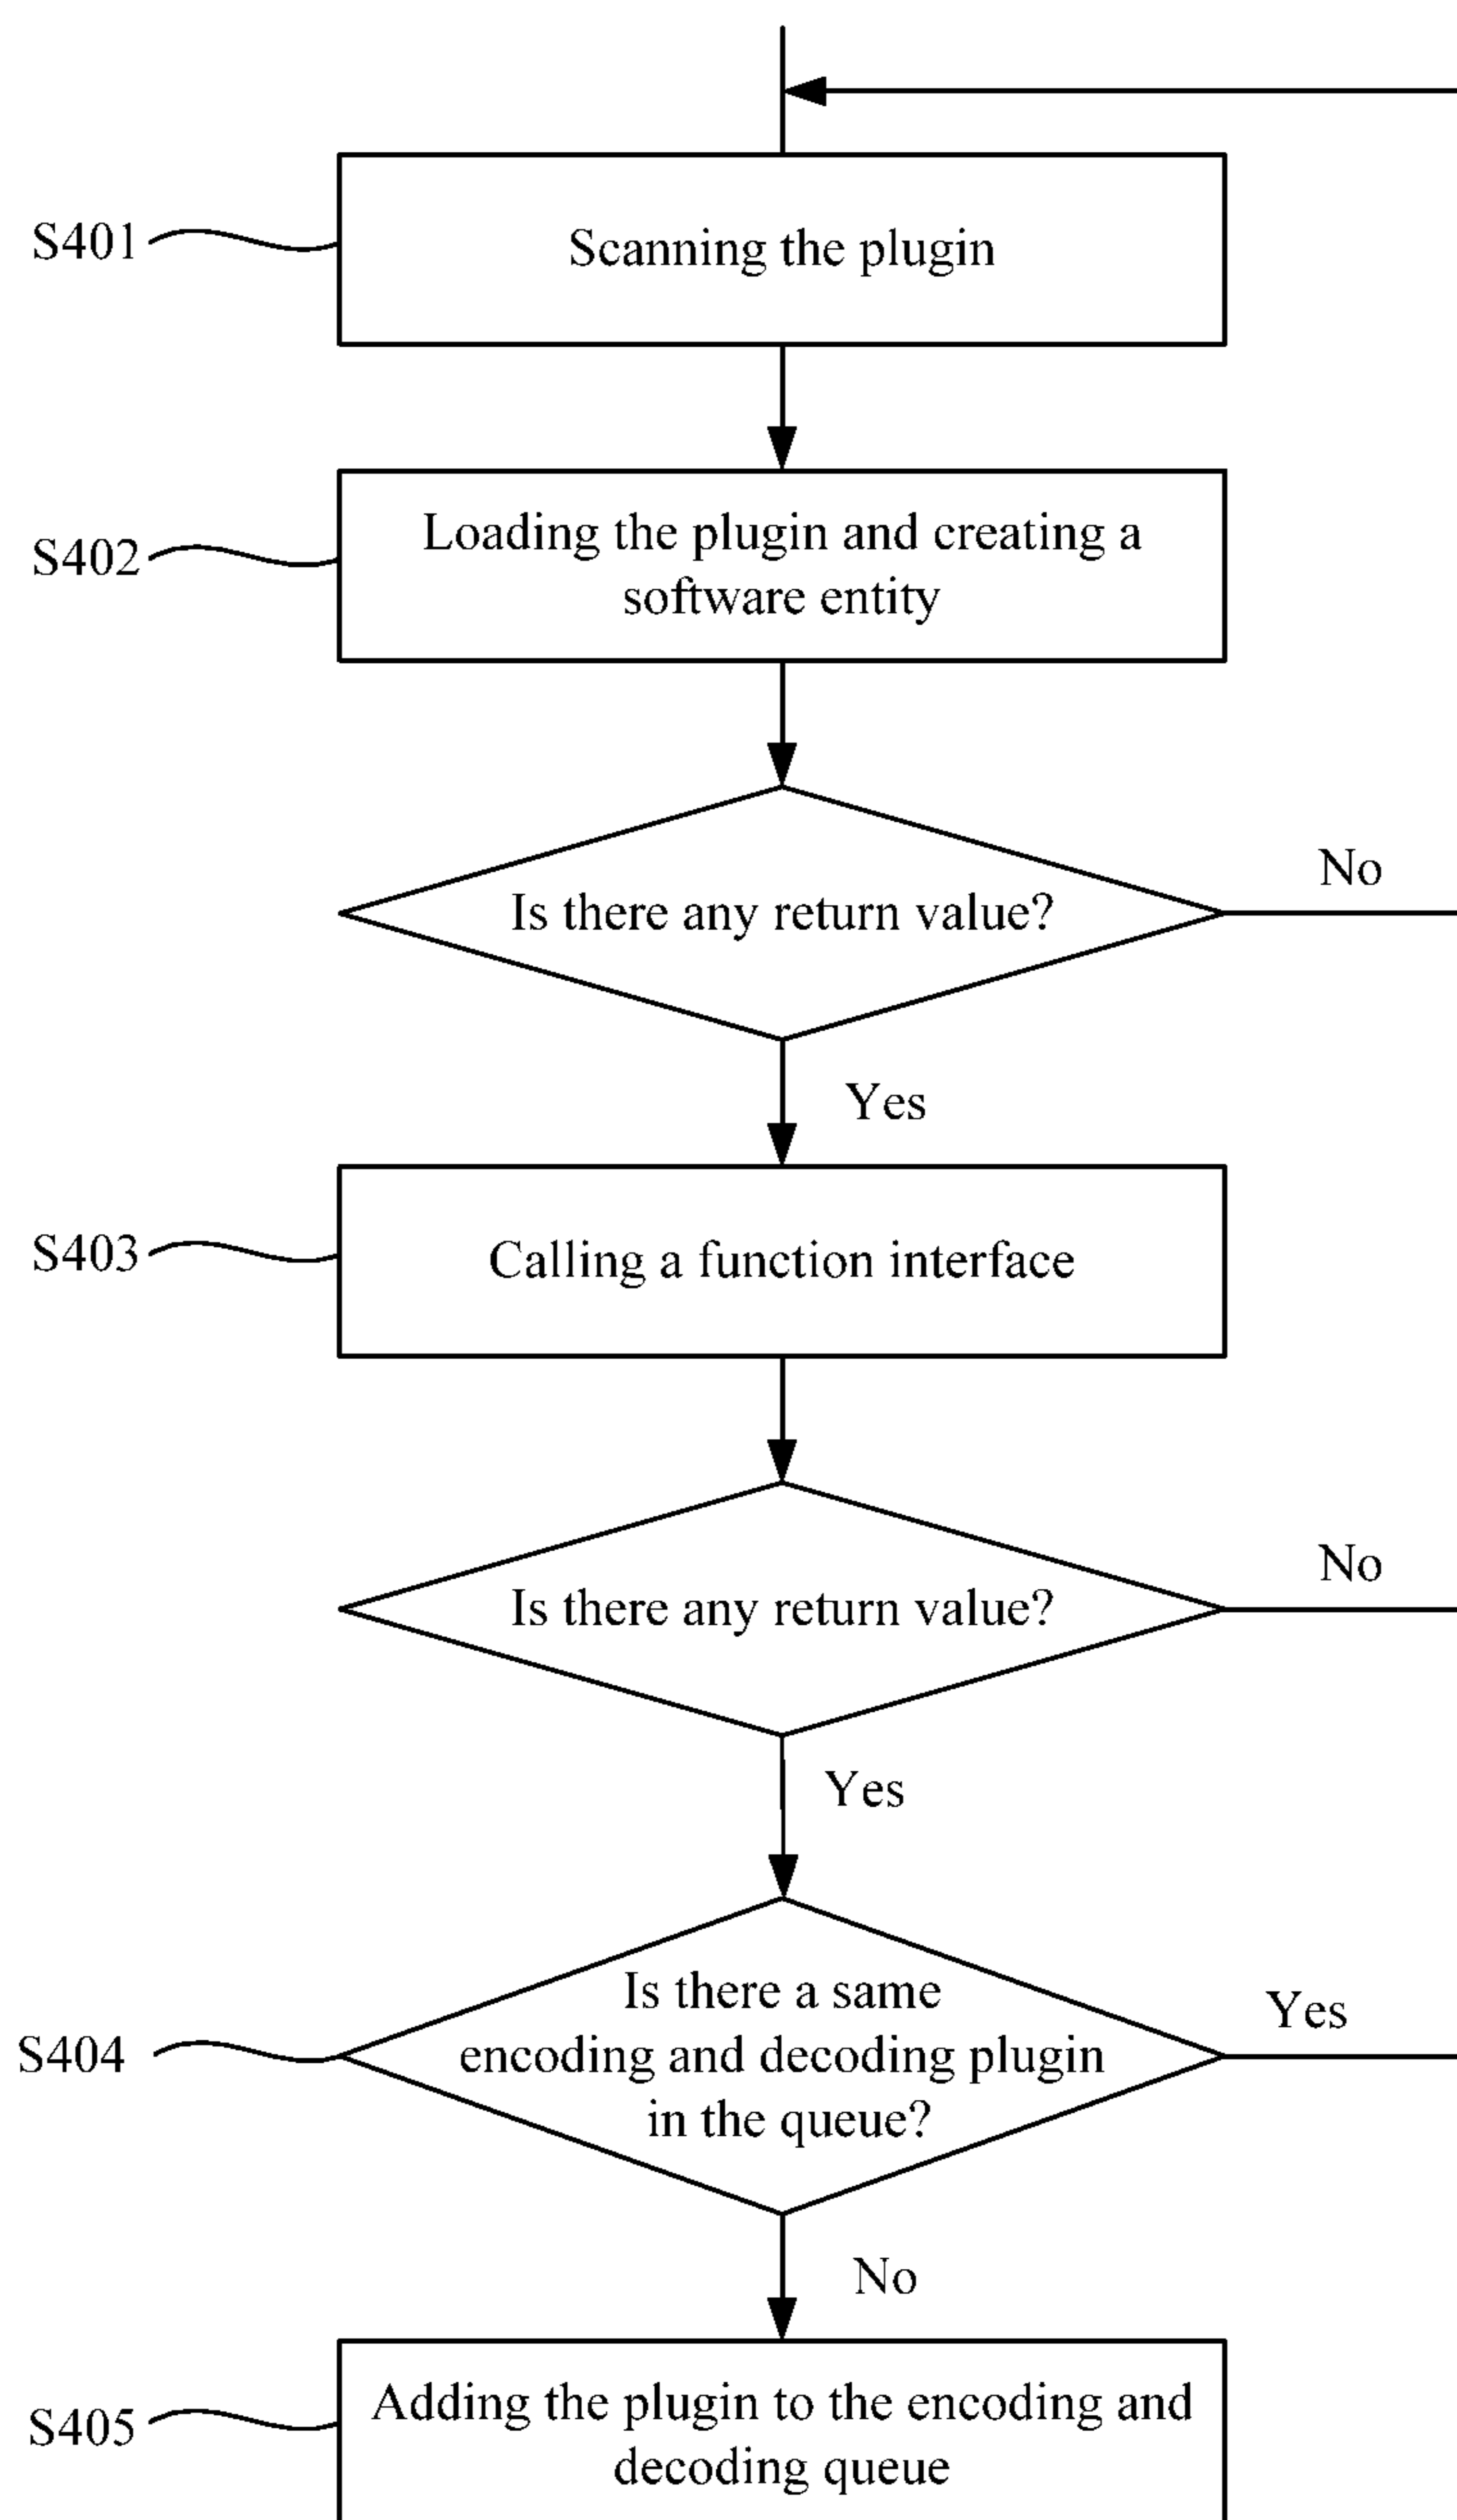 S401
Scanning the plugin
S402
Loading the plugin and creating a
software entity
Is there any return value?
No
Yes
S403
Calling a function interface
Is there any return value?
No
Yes
S404
Is there a same
encoding and decoding plugin
in the queue?
Yes
No
S405
Adding the plugin to the encoding and
decoding queue